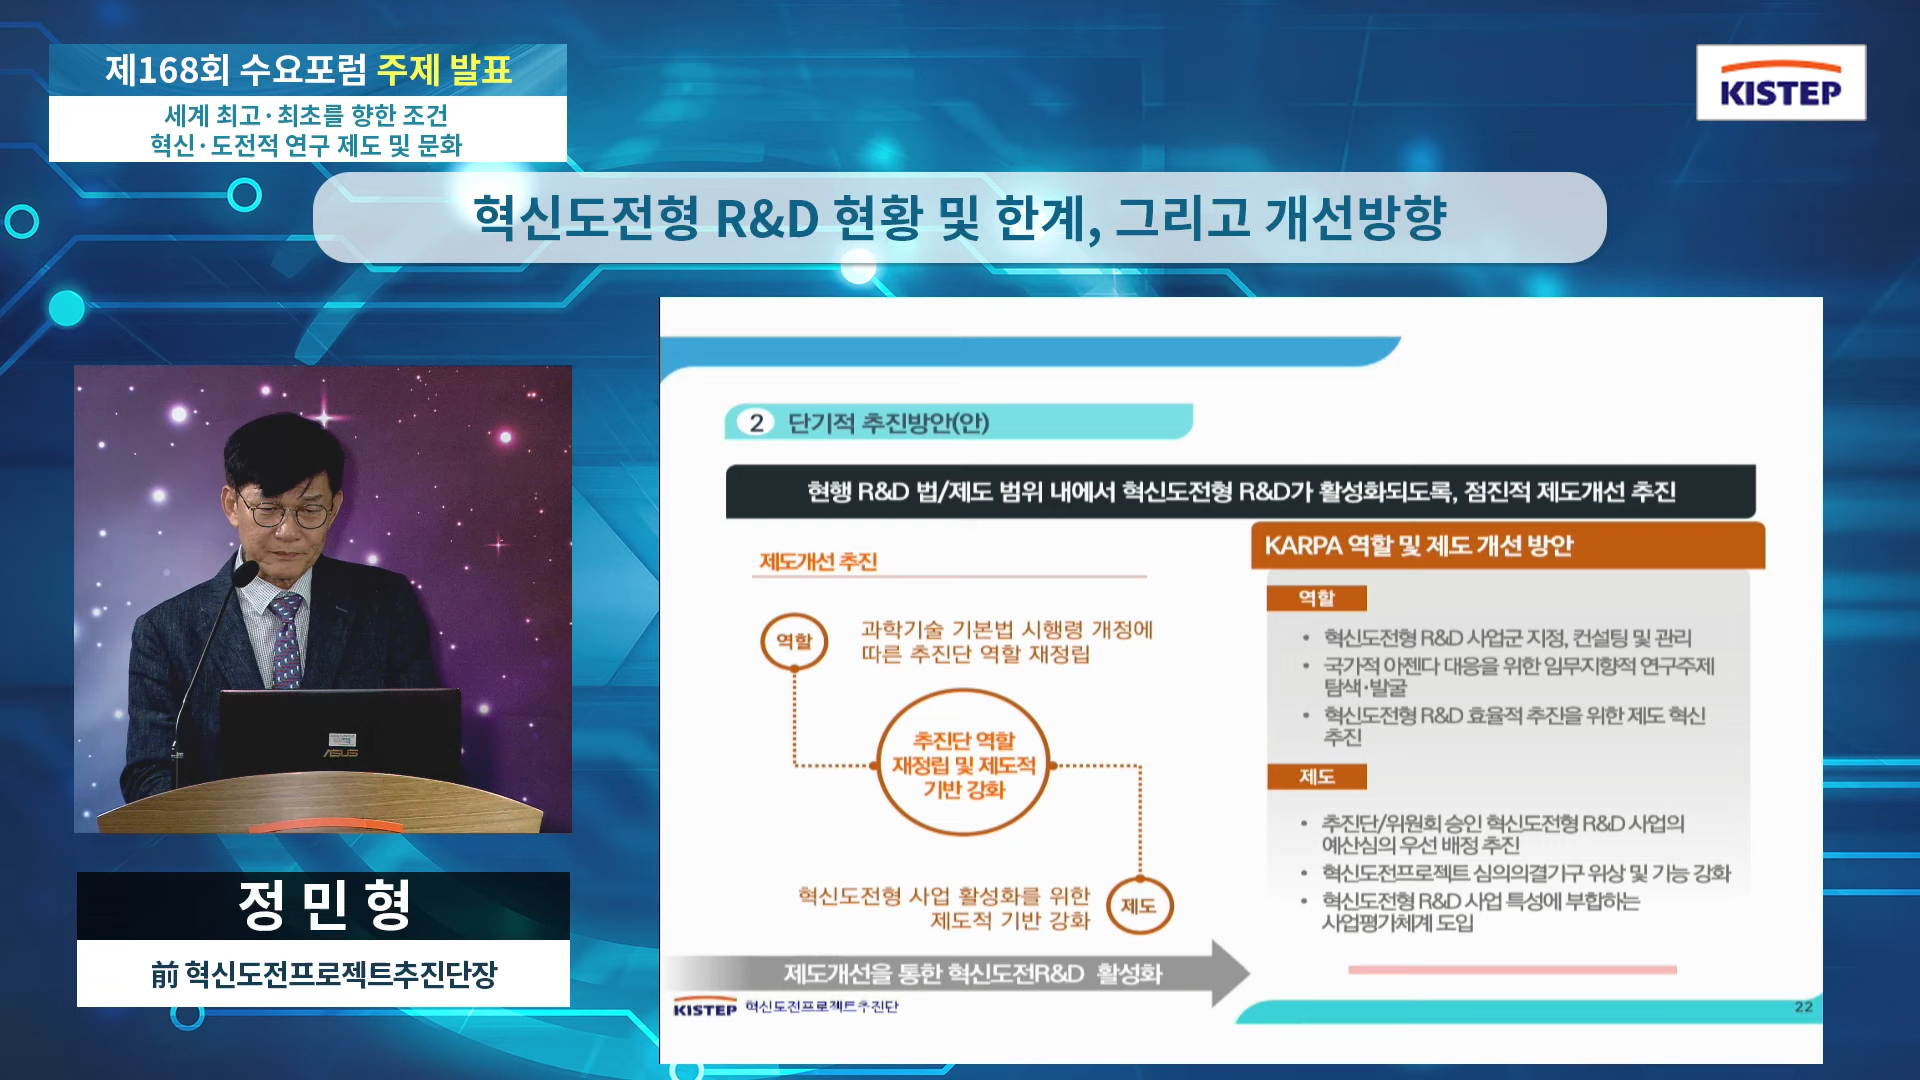 제168회 수요포럼 주제 발표
세계 최고·최초를 향한 조건
혁신·도전적 연구 제도 및 문화
KISTEP
혁신도전형 R&D 현황 및 한계, 그리고 개선방향
2 단기적 추진방안(안)
현행 R&D 법/제도 범위 내에서 혁신도전형 R&D가 활성화되도록, 점진적 제도개선 추진
제도개선 추진
역할
과학기술 기본법 시행령 개정에
따른 추진단 역할 재정립
추진단 역할
재정립 및 제도적
기반 강화
혁신도전형 사업 활성화를 위한
제도적 기반 강화
제도
제도개선을 통한 혁신도전R&D 활성화
KARPA 역할 및 제도 개선 방안
역할
• 혁신도전형 R&D 사업군 지정, 컨설팅 및 관리
• 국가적 아젠다 대응을 위한 임무지향적 연구주제
탐색·발굴
• 혁신도전형 R&D 효율적 추진을 위한 제도 혁신
추진
제도
• 추진단/위원회 승인 혁신도전형 R&D 사업의
예산심의 우선 배정 추진
• 혁신도전프로젝트 심의의결기구 위상 및 기능 강화
• 혁신도전형 R&D 사업 특성에 부합하는
사업평가체계 도입
KISTEP 혁신도전프로젝트추진단
22
ASUS
정민형
前 혁신도전프로젝트추진단장